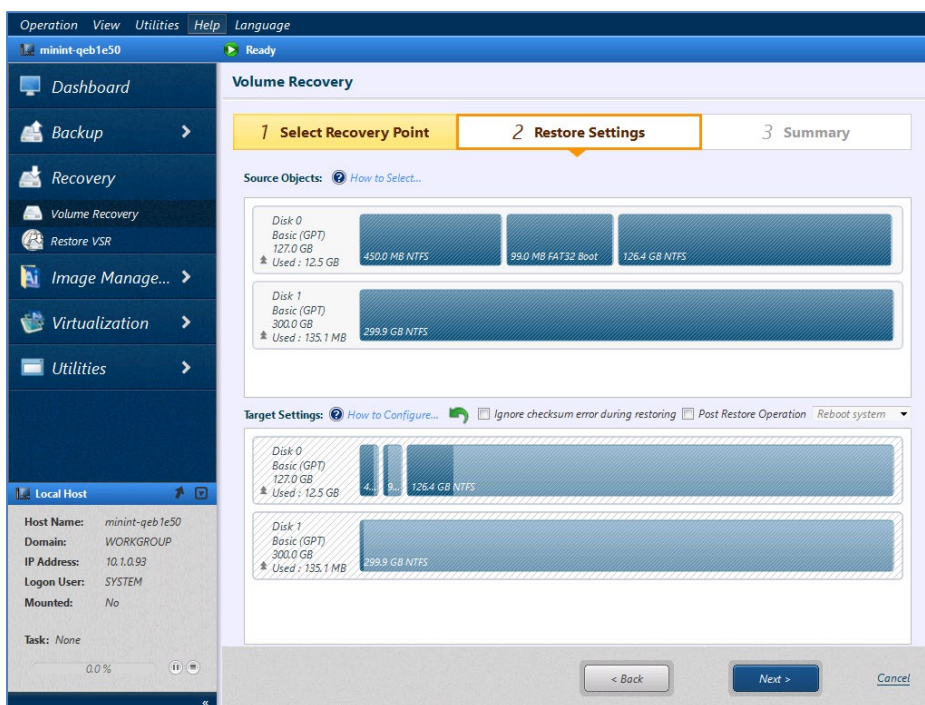 Operation View Utilities Help Language
minint-qeb1e50
Ready
Dashboard
Backup
Recovery
Volume Recovery
Restore VSR
Image Manage...
Virtualization
Utilities
Local Host
Host Name: minint-qeb1e50
Domain: WORKGROUP
IP Address: 10.1.0.93
Logon User: SYSTEM
Mounted: No
Task: None
0.0 %
«
Volume Recovery
1 Select Recovery Point
2 Restore Settings
3 Summary
Source Objects: How to Select...
Disk 0
Basic (GPT)
127.0 GB
Used : 12.5 GB
450.0 MB NTFS
99.0 MB FAT32 Boot
126.4 GB NTFS
Disk 1
Basic (GPT)
300.0 GB
Used : 135.1 MB
299.9 GB NTFS
Target Settings: How to Configure... Ignore checksum error during restoring Post Restore Operation Reboot system
Disk 0
Basic (GPT)
127.0 GB
Used : 12.5 GB
4...
9...
126.4 GB NTFS
Disk 1
Basic (GPT)
300.0 GB
Used : 135.1 MB
299.9 GB NTFS
< Back
Next >
Cancel